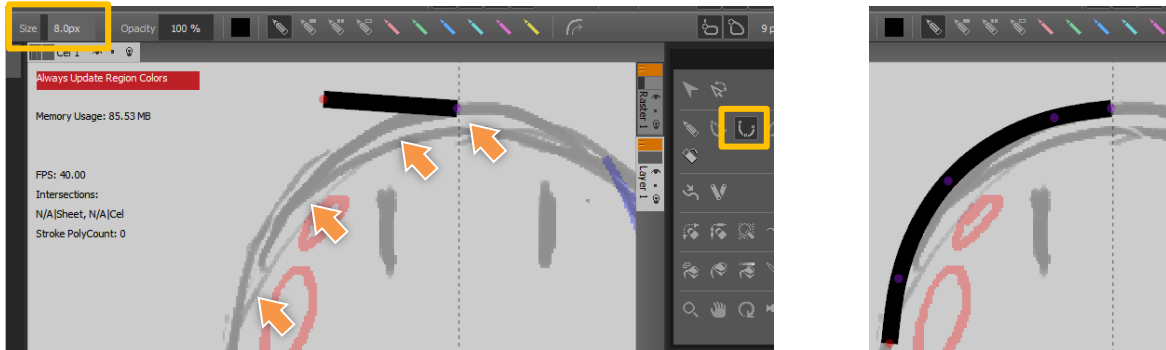 Size 8.0px Opacity 100 % 9 p
Cel 1
Always Update Region Colors
Memory Usage: 85.53 MB
FPS: 40.00
Intersections:
N/A|Sheet, N/A|Cel
Stroke PolyCount: 0
Raster 1
Layer 1